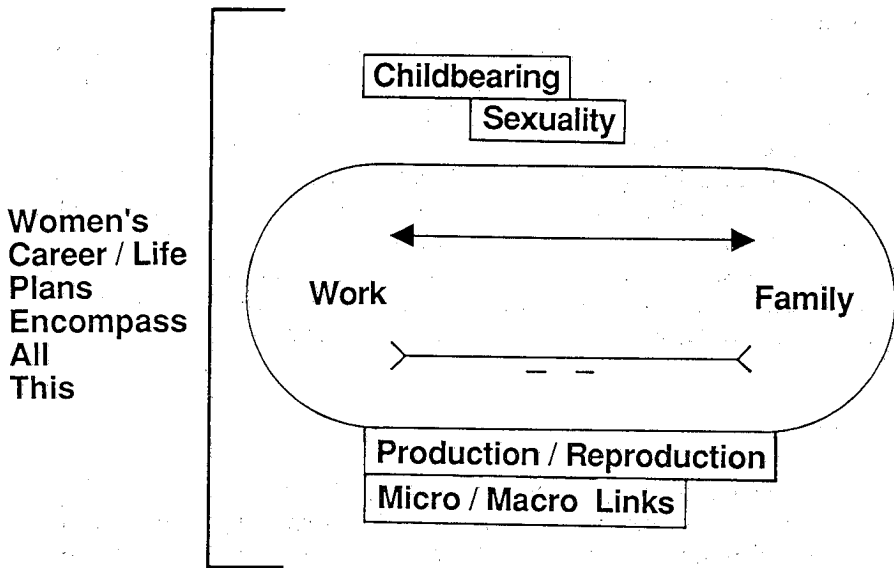 Childbearing
Sexuality
Women's
Career / Life
Plans
Encompass
All
This
Work
Family
Production / Reproduction
Micro / Macro Links